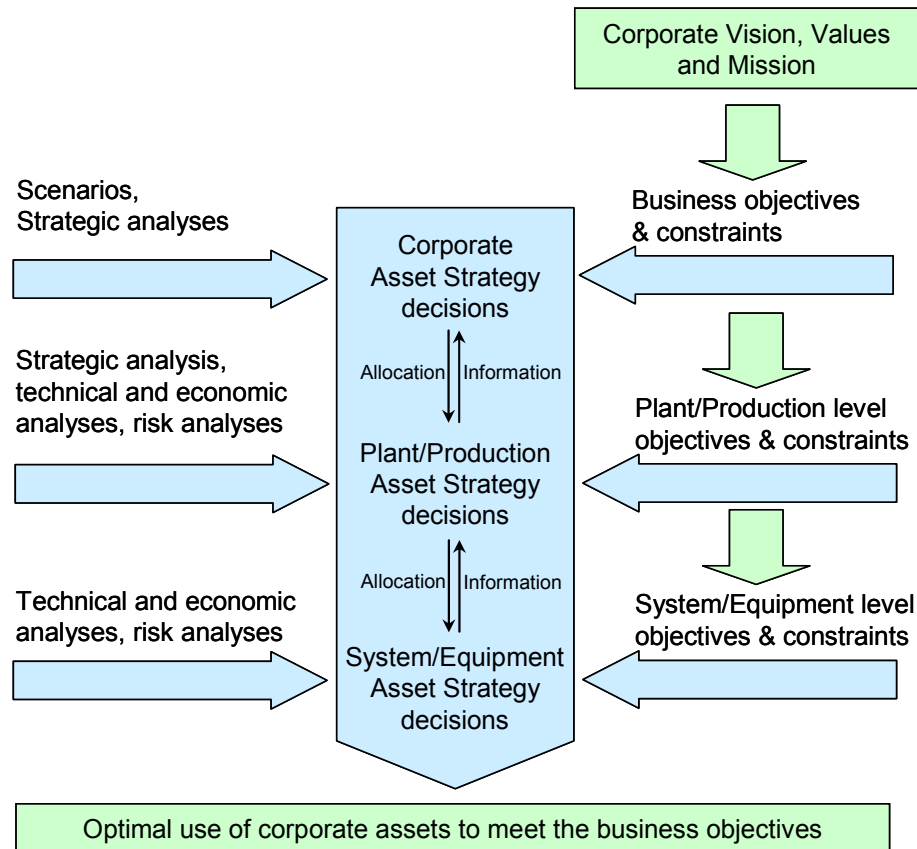 Corporate Vision, Values
and Mission
Scenarios,
Strategic analyses
Business objectives
& constraints
Corporate
Asset Strategy
decisions
Allocation
Information
Strategic analysis,
technical and economic
analyses, risk analyses
Plant/Production level
objectives & constraints
Plant/Production
Asset Strategy
decisions
Allocation
Information
Technical and economic
analyses, risk analyses
System/Equipment level
objectives & constraints
System/Equipment
Asset Strategy
decisions
Optimal use of corporate assets to meet the business objectives